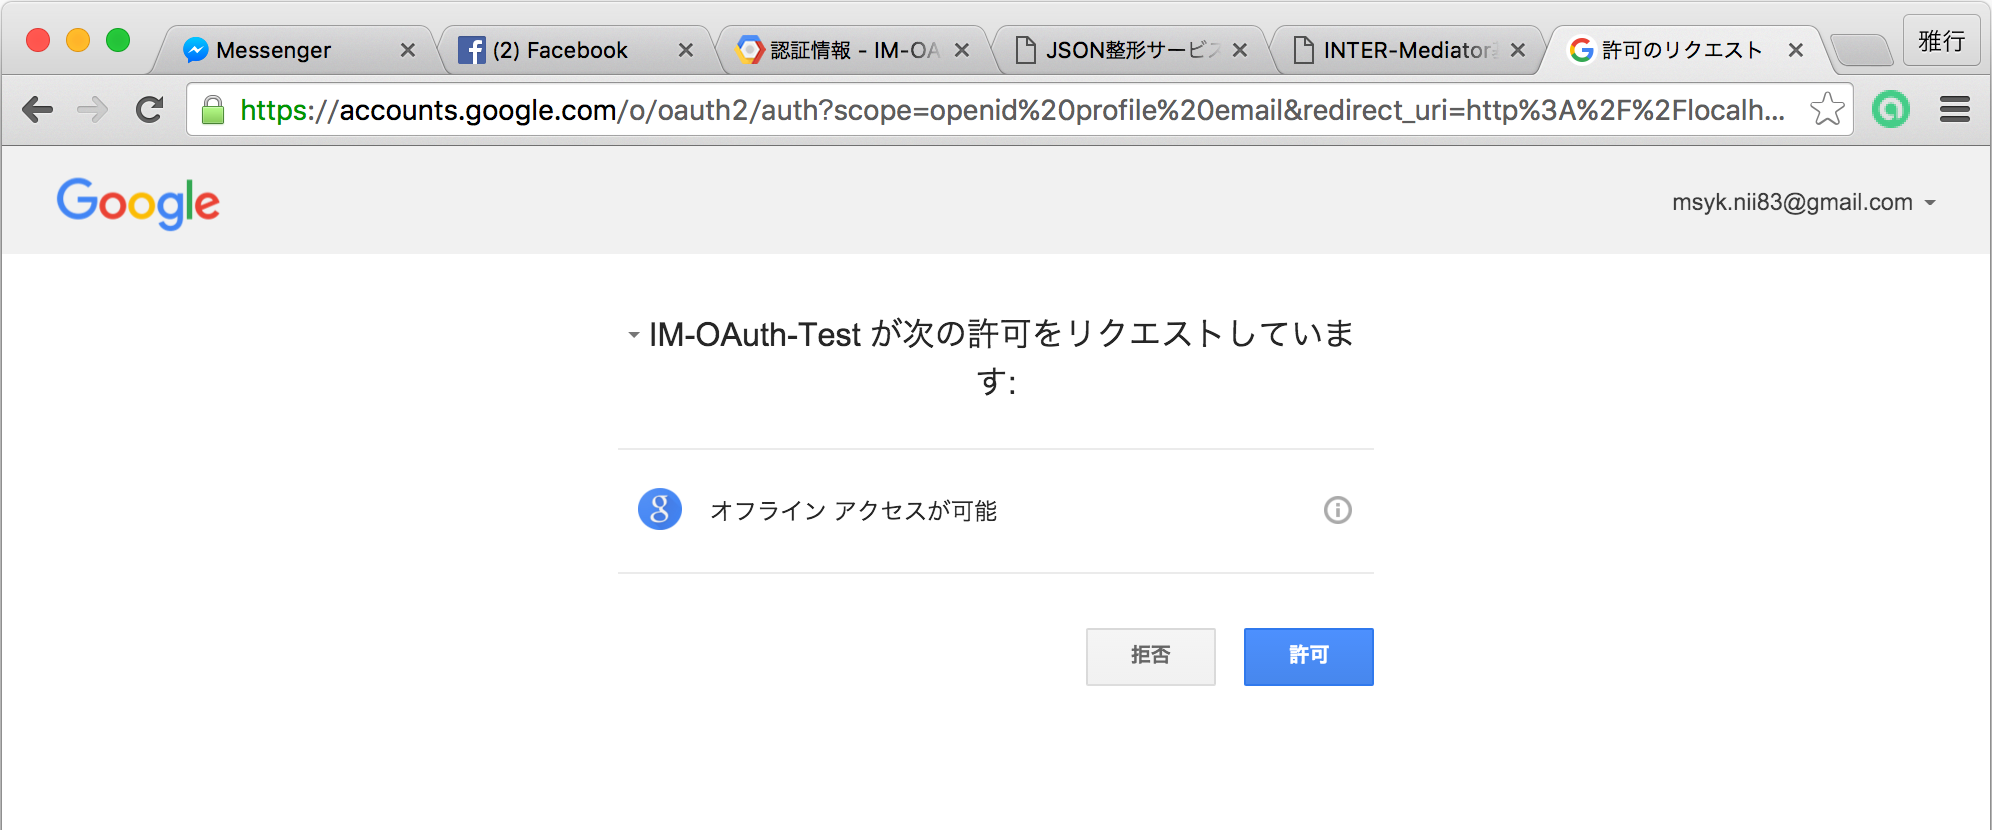 Messenger
(2) Facebook
認証情報 - IM-OA
JSON整形サービス
INTER-Mediator
許可のリクエスト
雅行
https://accounts.google.com/o/oauth2/auth?scope=openid%20profile%20email&redirect_uri=http%3A%2F%2Flocalh...
Google
msyk.nii83@gmail.com
IM-OAuth-Test が次の許可をリクエストしていま
す:
g
オフライン アクセスが可能
拒否
許可